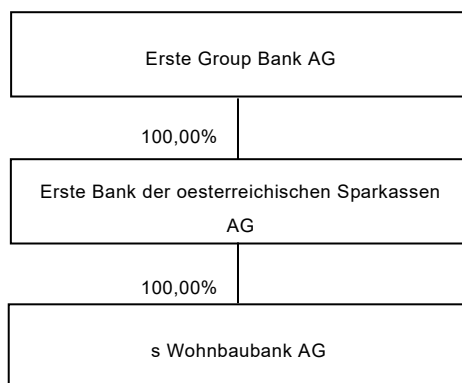 Erste Group Bank AG
100,00%
Erste Bank der oesterreichischen Sparkassen
AG
100,00%
s Wohnbaubank AG